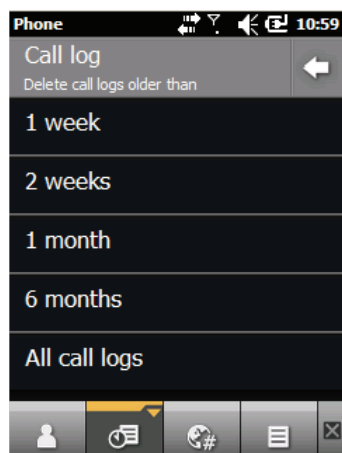 Phone 10:59
Call log
Delete call logs older than
1 week
2 weeks
1 month
6 months
All call logs
#